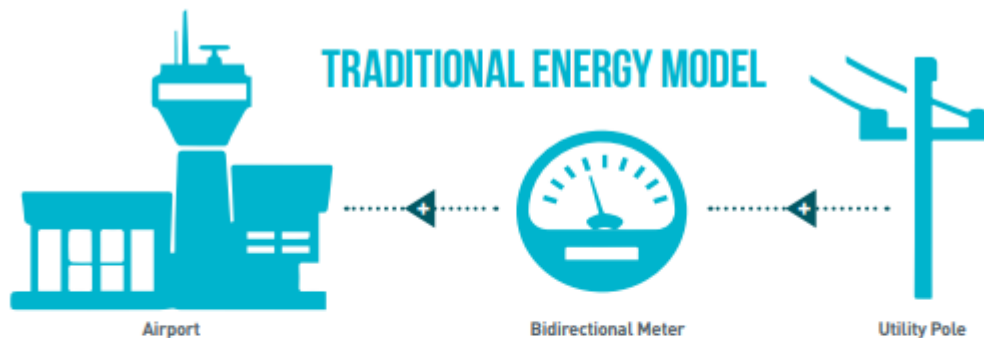 TRADITIONAL ENERGY MODEL
+
+
Airport
Bidirectional Meter
Utility Pole